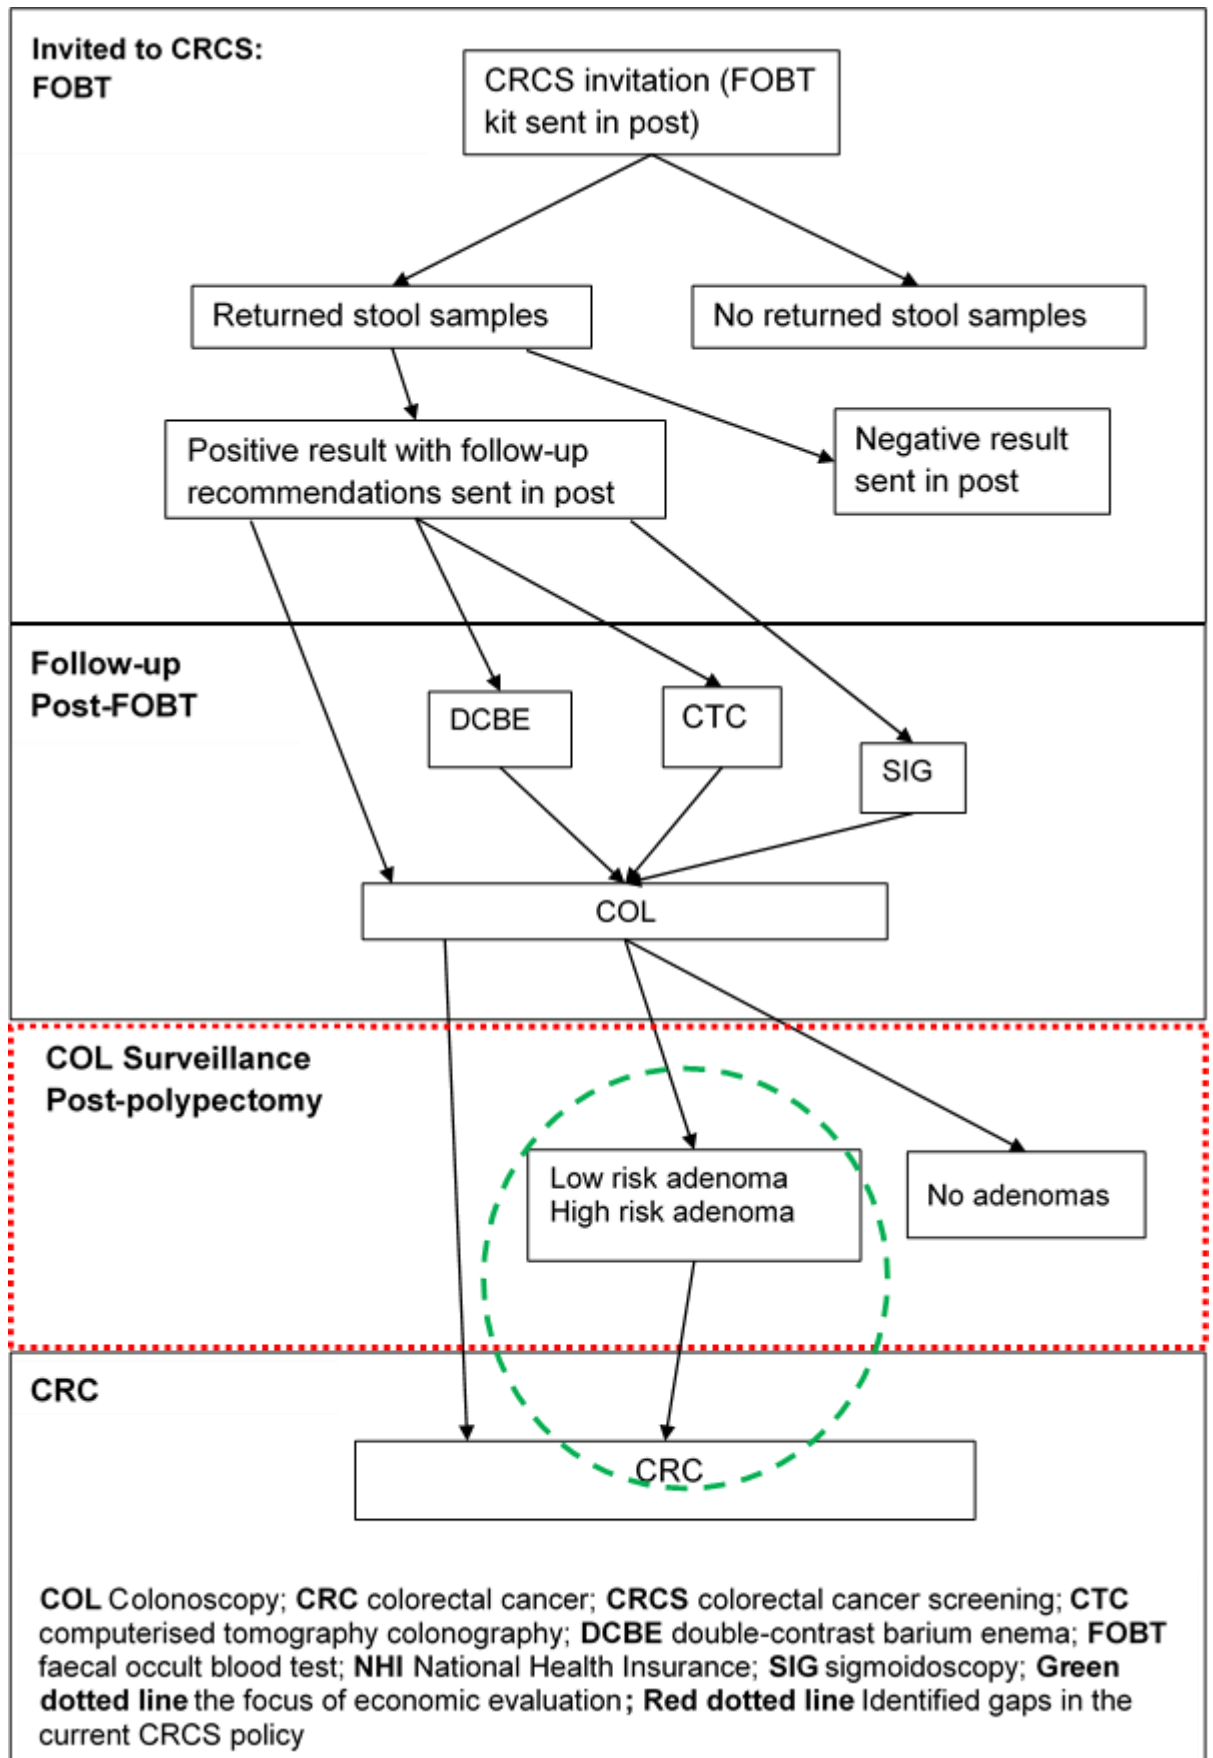 Invited to CRCS:
FOBT
CRCS invitation (FOBT
kit sent in post)
Returned stool samples
No returned stool samples
Positive result with follow-up
recommendations sent in post
Negative result
sent in post
Follow-up
Post-FOBT
DCBE
CTC
SIG
COL
COL Surveillance
Post-polypectomy
Low risk adenoma
High risk adenoma
No adenomas
CRC
CRC
COL Colonoscopy; CRC colorectal cancer; CRCS colorectal cancer screening; CTC
computerised tomography colonography; DCBE double-contrast barium enema; FOBT
faecal occult blood test; NHI National Health Insurance; SIG sigmoidoscopy; Green
dotted line the focus of economic evaluation; Red dotted line Identified gaps in the
current CRCS policy